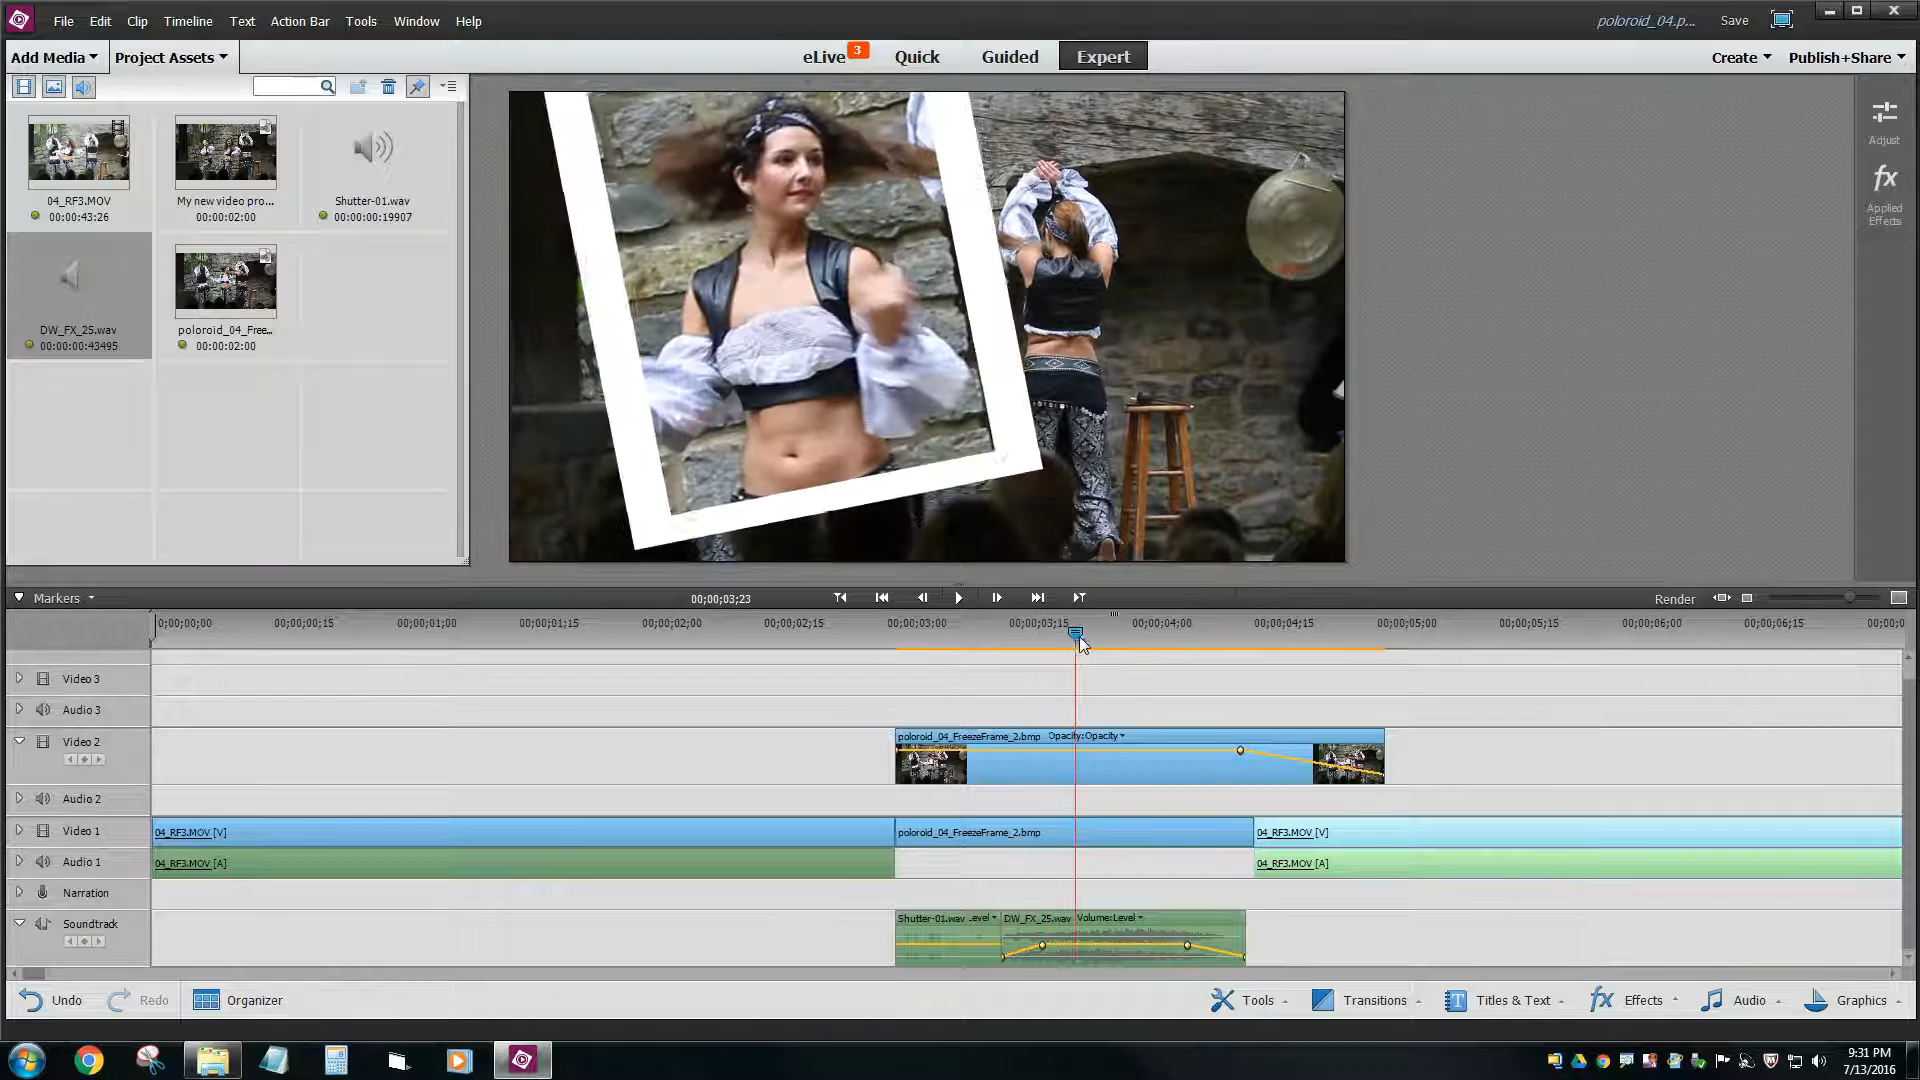 File Edit Clip Timeline Text Action Bar Tools Window Help
poloroid_04.p... Save
Add Media Project Assets
eLive 3 Quick Guided Expert
Create Publish+Share
Adjust
Applied
Effects
04_RF3.MOV
00:00:43:26
My new video pro...
00:00:02:00
Shutter-01.wav
00:00:00:19907
DW_FX_25.wav
00:00:00:43495
poloroid_04_Free...
00:00:02:00
Markers
00;00;03;23
Render
0;00;00;00 00;00;00;15 00;00;01;00 00;00;01;15 00;00;02;00 00;00;02;15 00;00;03;00 00;00;03;15 00;00;04;00 00;00;04;15 00;00;05;00 00;00;05;15 00;00;06;00 00;00;06;15 00;00;0
Video 3
Audio 3
Video 2
poloroid_04_FreezeFrame_2.bmp Opacity:Opacity
Audio 2
Video 1
04_RF3.MOV [V]
poloroid_04_FreezeFrame_2.bmp
04_RF3.MOV [V]
Audio 1
04_RF3.MOV [A]
04_RF3.MOV [A]
Narration
Soundtrack
Shutter-01.wav .evel DW_FX_25.wav Volume:Level
Undo Redo Organizer
Tools Transitions Titles & Text Effects Audio Graphics
9:31 PM
7/13/2016